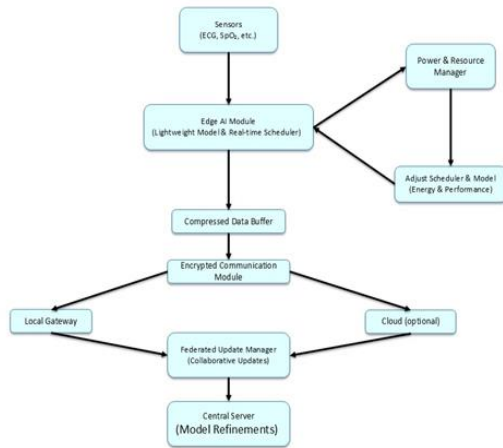 Sensors
(ECG, SpO₂, etc.)
Power & Resource
Manager
Edge AI Module
(Lightweight Model & Real-time Scheduler)
Adjust Scheduler & Model
(Energy & Performance)
Compressed Data Buffer
Encrypted Communication
Module
Local Gateway
Cloud (optional)
Federated Update Manager
(Collaborative Updates)
Central Server
(Model Refinements)